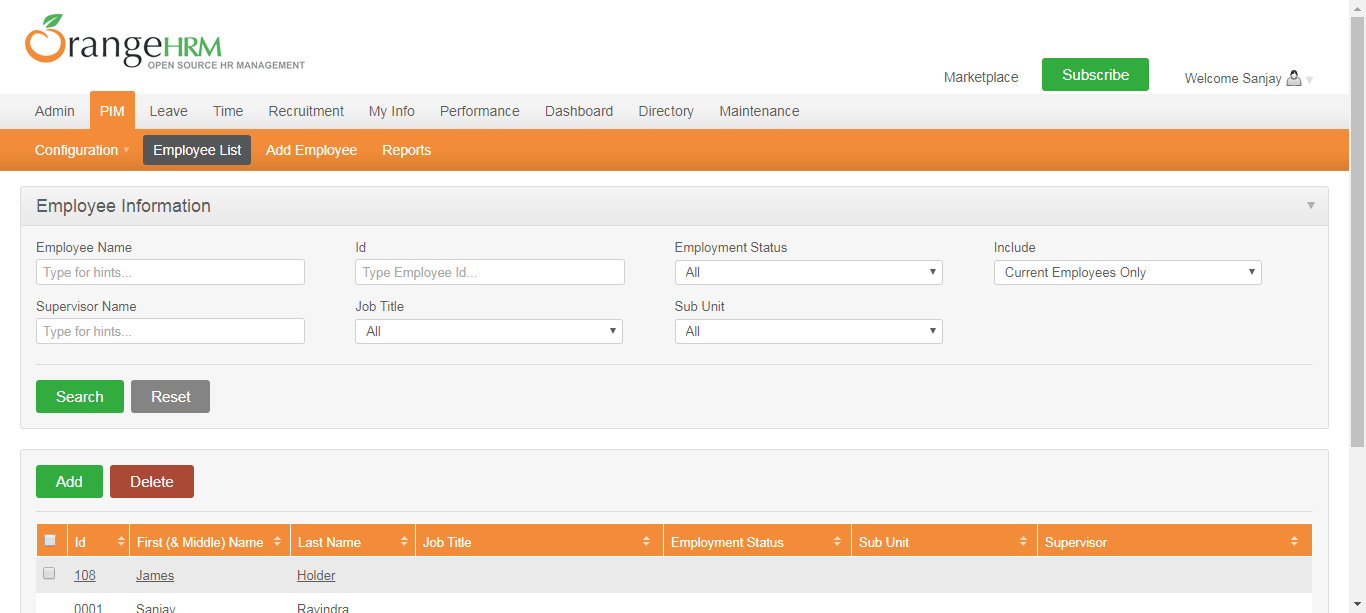 OrangeHRM
OPEN SOURCE HR MANAGEMENT
Marketplace Subscribe Welcome Sanjay
Admin PIM Leave Time Recruitment My Info Performance Dashboard Directory Maintenance
Configuration Employee List Add Employee Reports
Employee Information
Employee Name Id Employment Status Include
Type for hints... Type Employee Id... All Current Employees Only
Supervisor Name Job Title Sub Unit
Type for hints... All All
Search Reset
Add Delete
Id First (& Middle) Name Last Name Job Title Employment Status Sub Unit Supervisor
108 James Holder
0001 Sanjay Ravindra